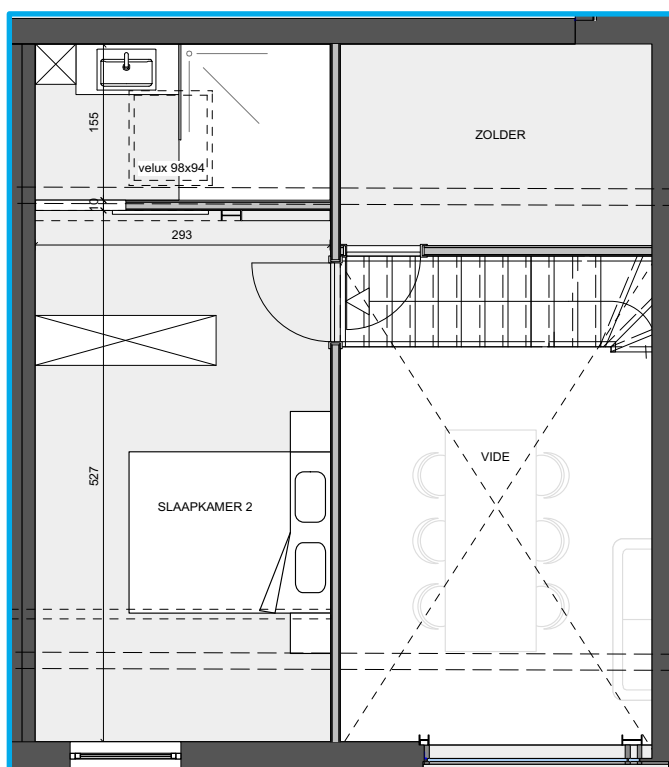 ZOLDER
155
velux 98x94
10
293
VIDE
527
SLAAPKAMER 2